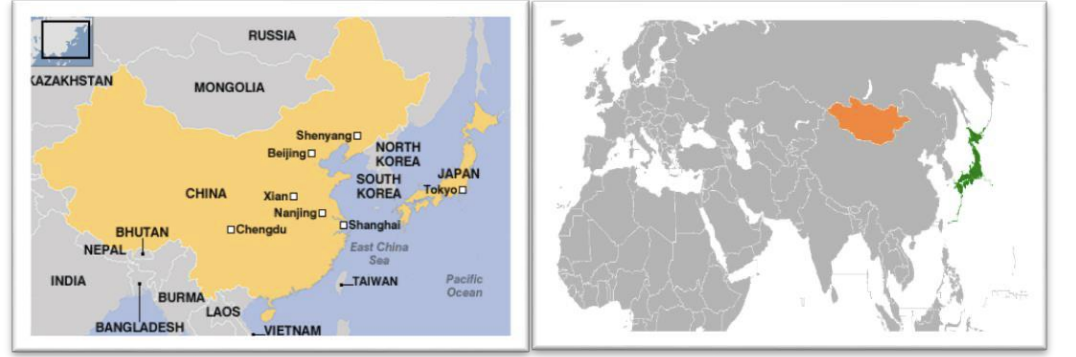 RUSSIA
KAZAKHSTAN
MONGOLIA
Shenyang
Beijing
NORTH
KOREA
SOUTH
KOREA
JAPAN
Tokyo
CHINA
Xian
Nanjing
Shanghai
Chengdu
BHUTAN
NEPAL
East China
Sea
INDIA
TAIWAN
Pacific
Ocean
BURMA
LAOS
BANGLADESH
VIETNAM